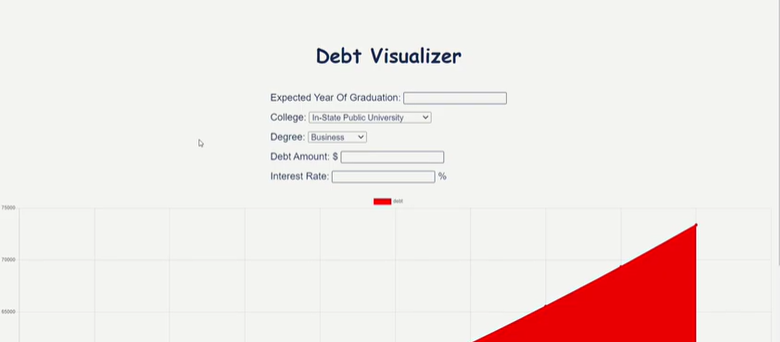 Debt Visualizer
Expected Year Of Graduation:
College: In-State Public University
Degree: Business
Debt Amount: $
Interest Rate: %
debt
75000
70000
65000